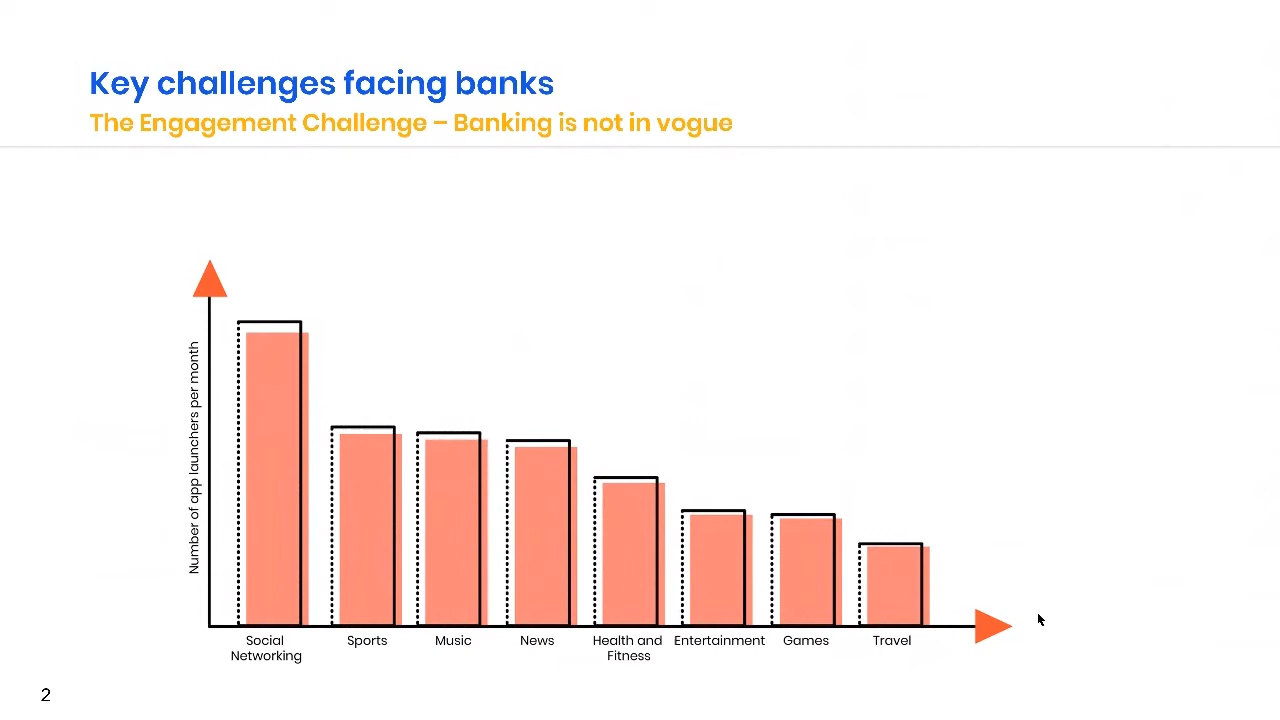 Key challenges facing banks
The Engagement Challenge – Banking is not in vogue
Number of app launchers per month
Social
Networking
Sports
Music
News
Health and
Fitness
Entertainment
Games
Travel
2